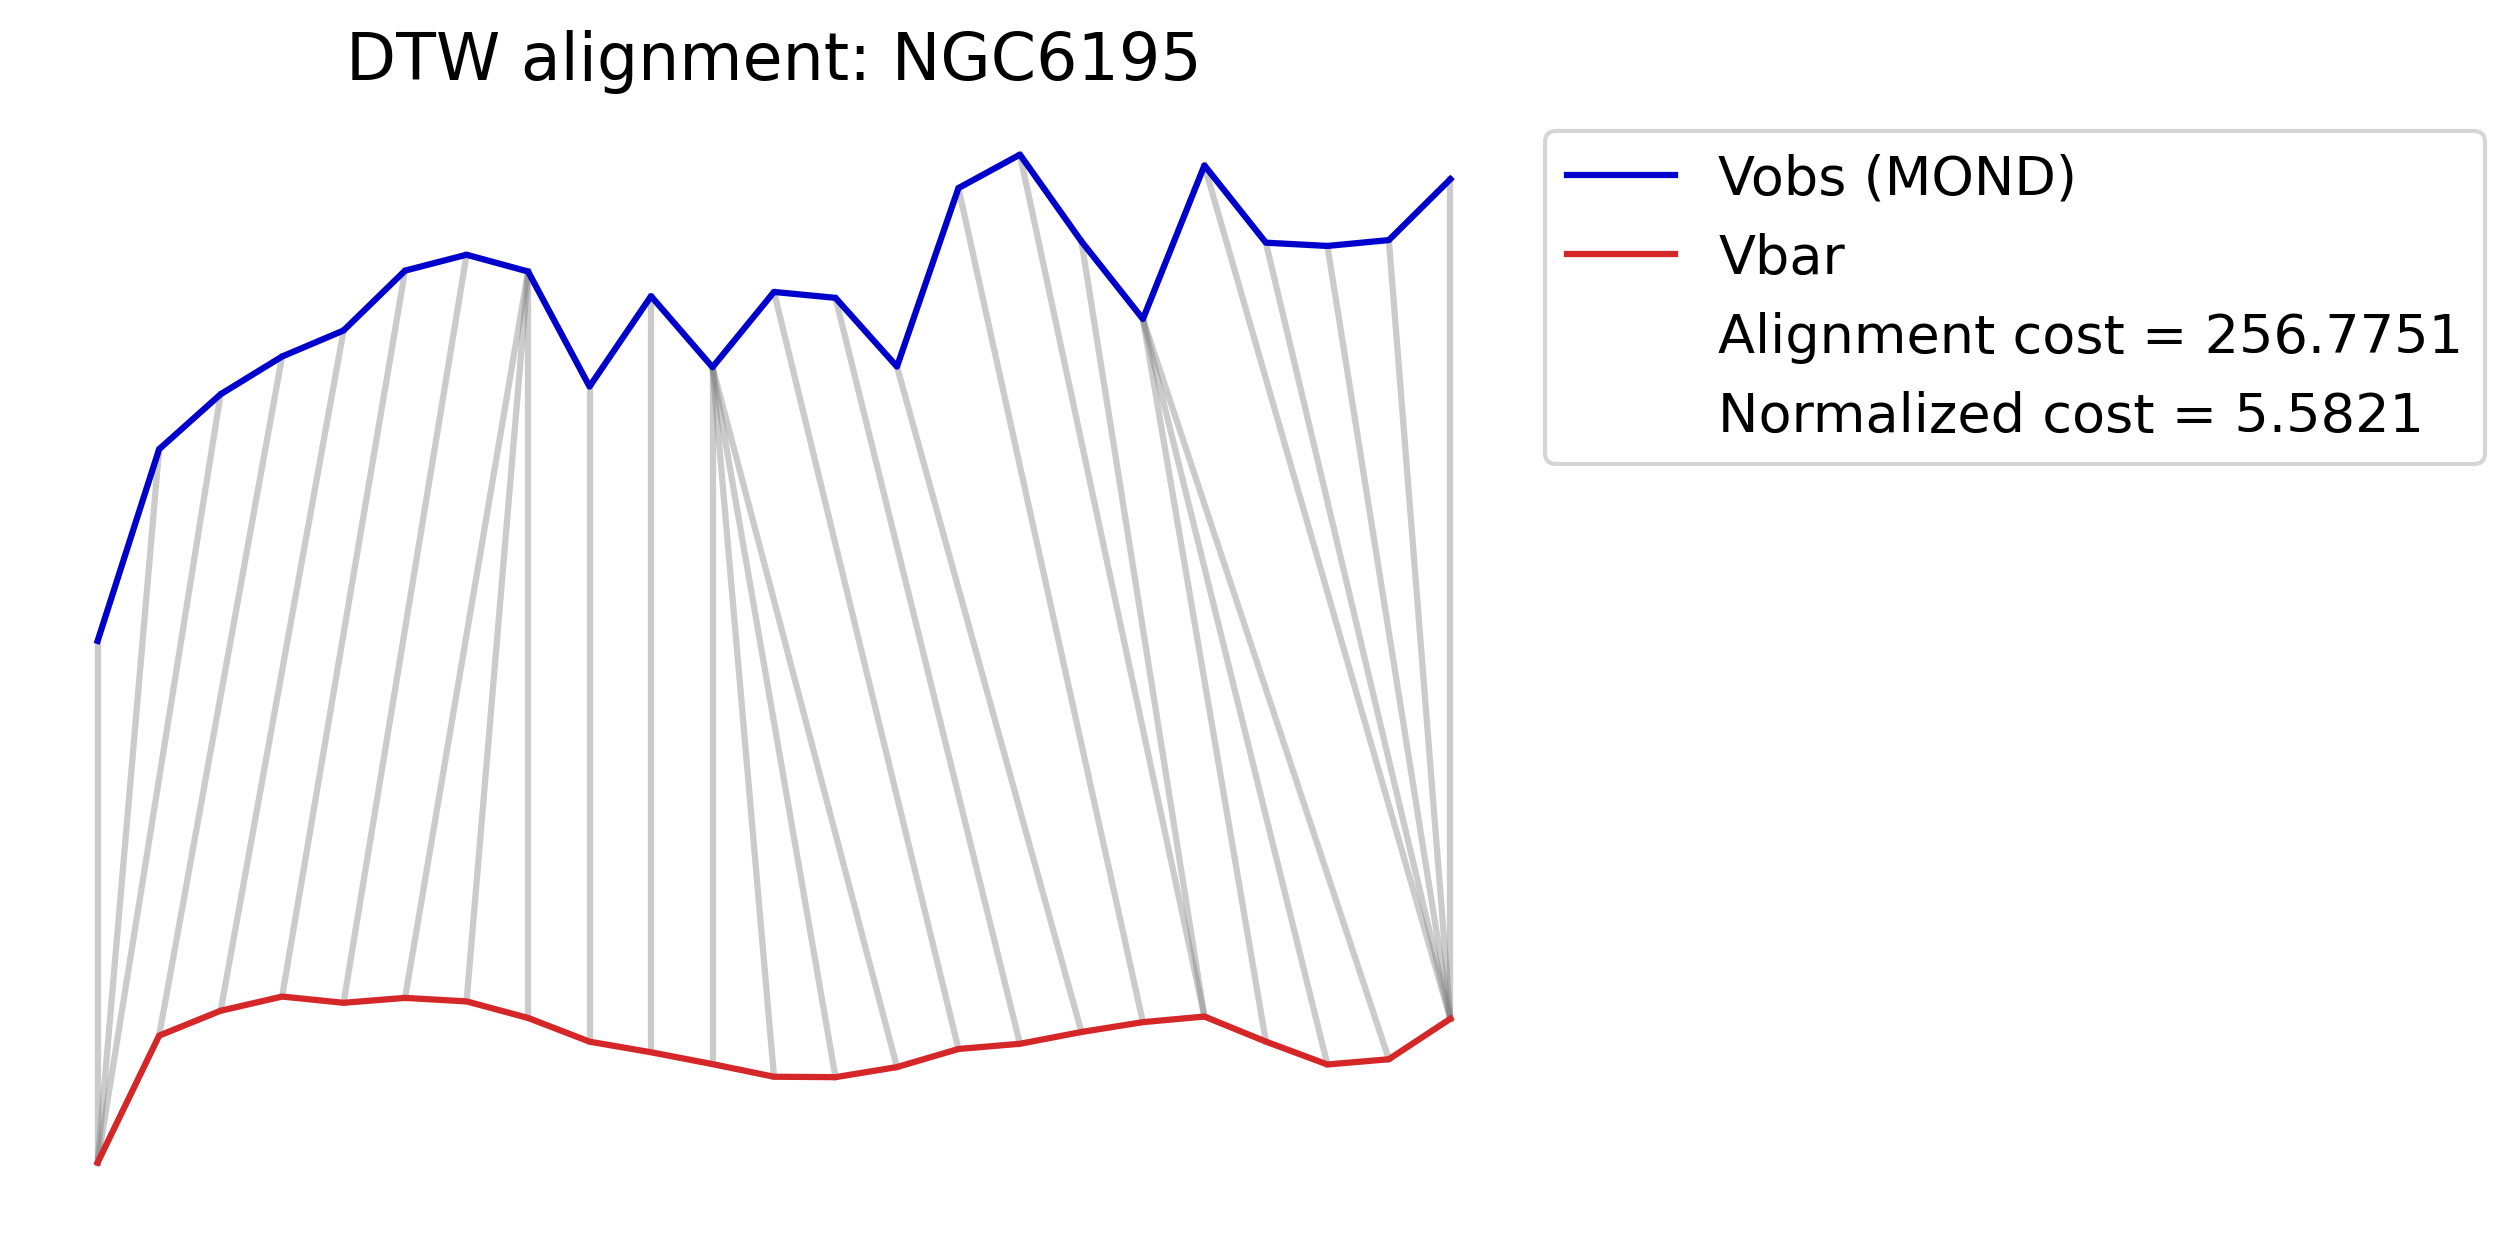 DTW alignment: NGC6195
Vobs (MOND)
Vbar
Alignment cost = 256.7751
Normalized cost = 5.5821